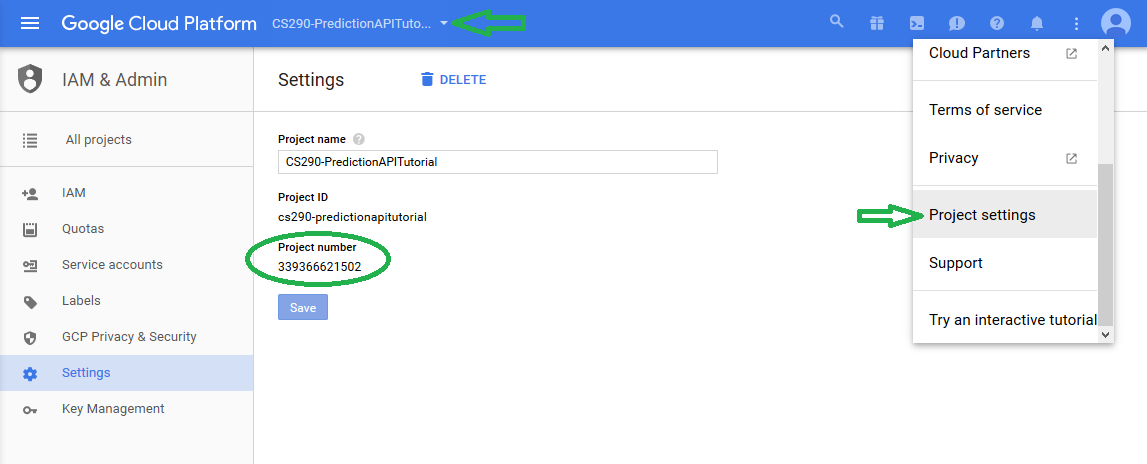 Google Cloud Platform
CS290-PredictionAPITuto...
IAM & Admin
All projects
IAM
Quotas
Service accounts
Labels
GCP Privacy & Security
Settings
Key Management
Settings
DELETE
Project name
CS290-PredictionAPITutorial
Project ID
cs290-predictionapitutorial
Project number
339366621502
Save
Cloud Partners
Terms of service
Privacy
Project settings
Support
Try an interactive tutorial